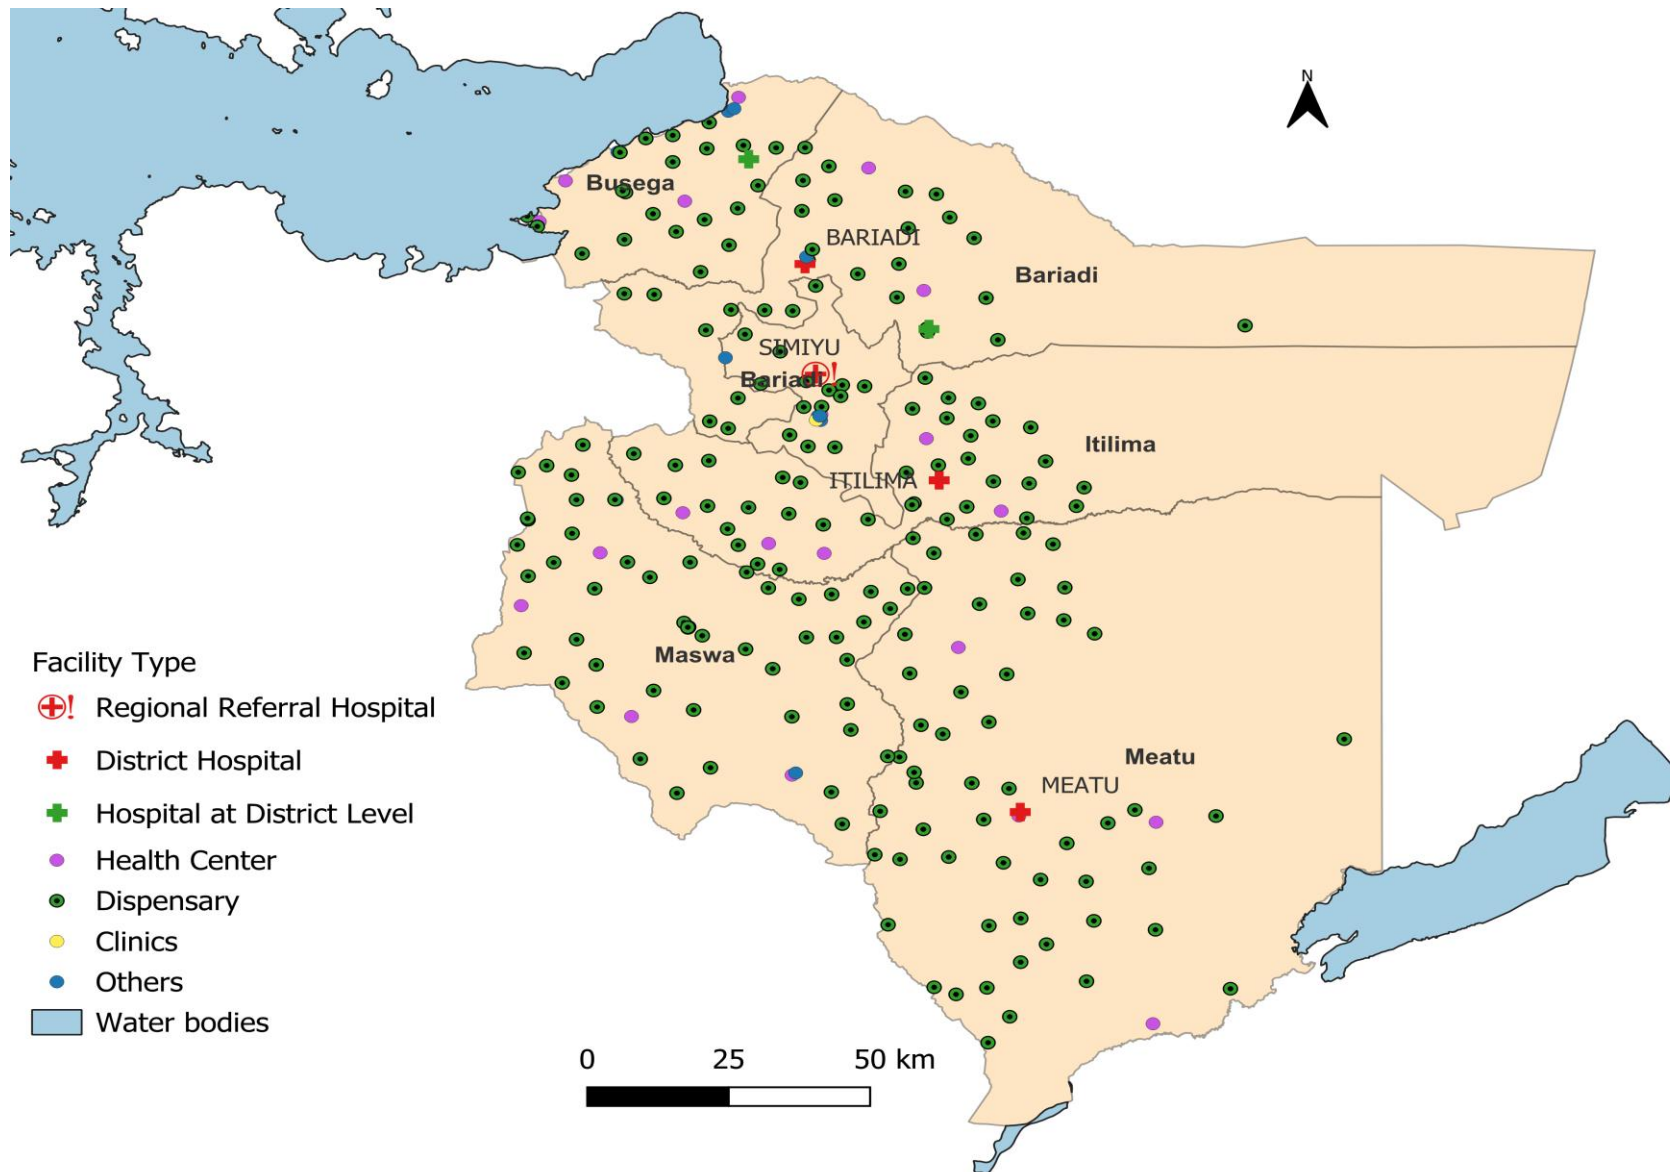 N
Busega
BARIADI
Bariadi
SIMIYU
Bariadi
Itilima
ITILIMA
Maswa
Meatu
MEATU
Facility Type
Regional Referral Hospital
District Hospital
Hospital at District Level
Health Center
Dispensary
Clinics
Others
Water bodies
0 25 50 km